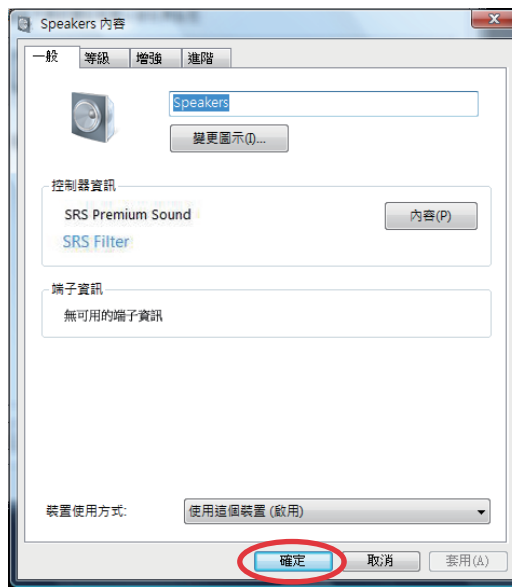 Speakers 內容
一般 等級 增強 進階
Speakers
變更圖示(I)...
控制器資訊
SRS Premium Sound
內容(P)
SRS Filter
端子資訊
無可用的端子資訊
裝置使用方式: 使用這個裝置 (啟用)
確定 取消 套用(A)